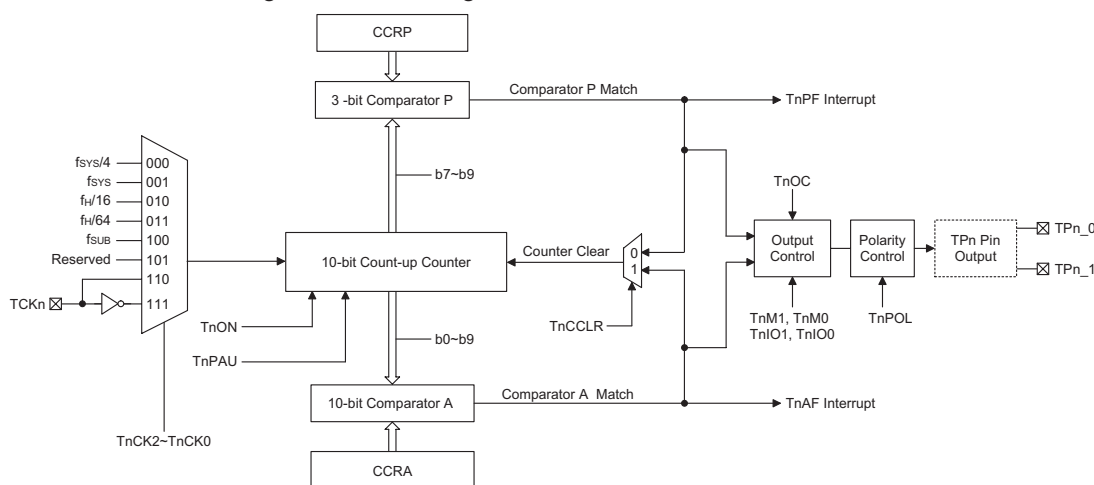 CCRP
3 -bit Comparator P
Comparator P Match
TnPF Interrupt
b7~b9
fSYS/4
000
fSYS
001
fH/16
010
fH/64
011
fSUB
100
Reserved
101
110
111
TCKn
TnCK2~TnCK0
10-bit Count-up Counter
Counter Clear
0
1
TnCCLR
TnON
TnPAU
b0~b9
TnOC
Output
Control
TnM1, TnM0
TnIO1, TnIO0
Polarity
Control
TnPOL
TPn Pin
Output
TPn_0
TPn_1
10-bit Comparator A
Comparator A Match
TnAF Interrupt
CCRA